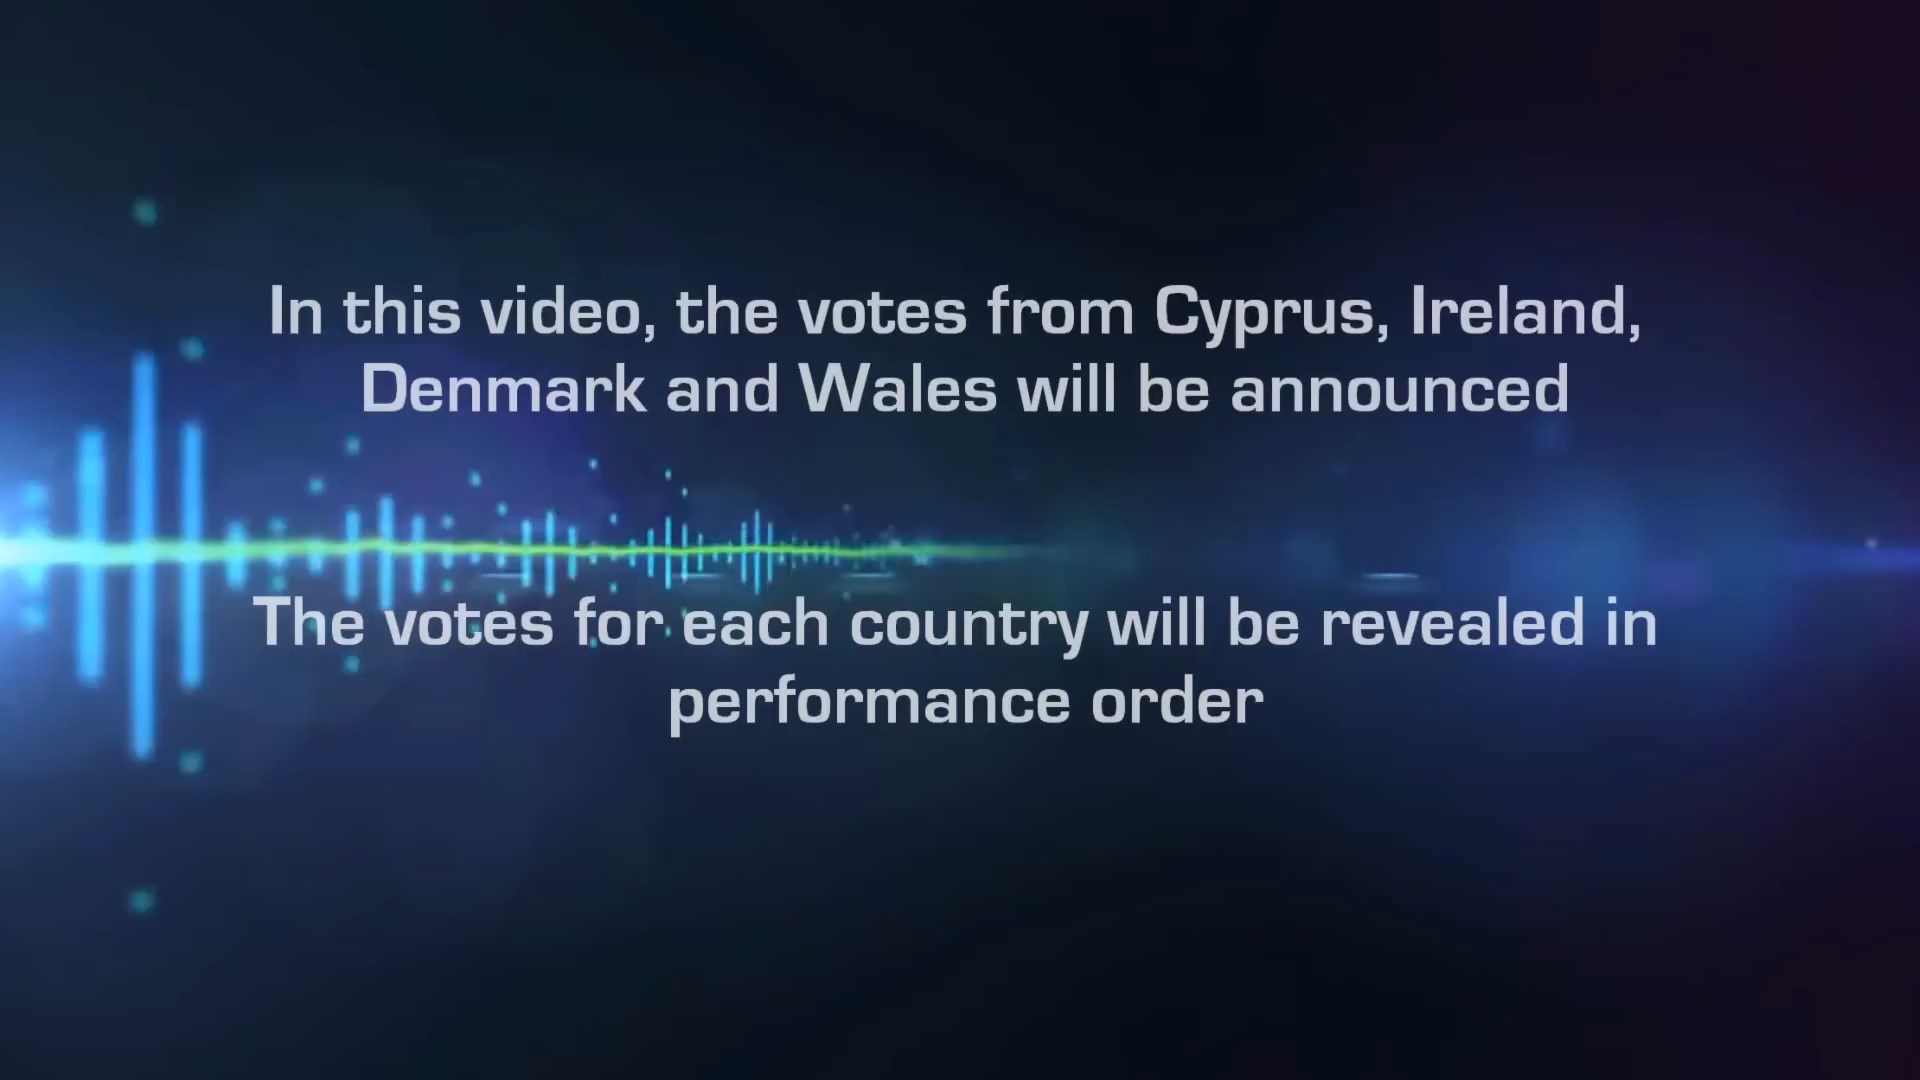 In this video, the votes from Cyprus, Ireland,
Denmark and Wales will be announced
The votes for each country will be revealed in
performance order